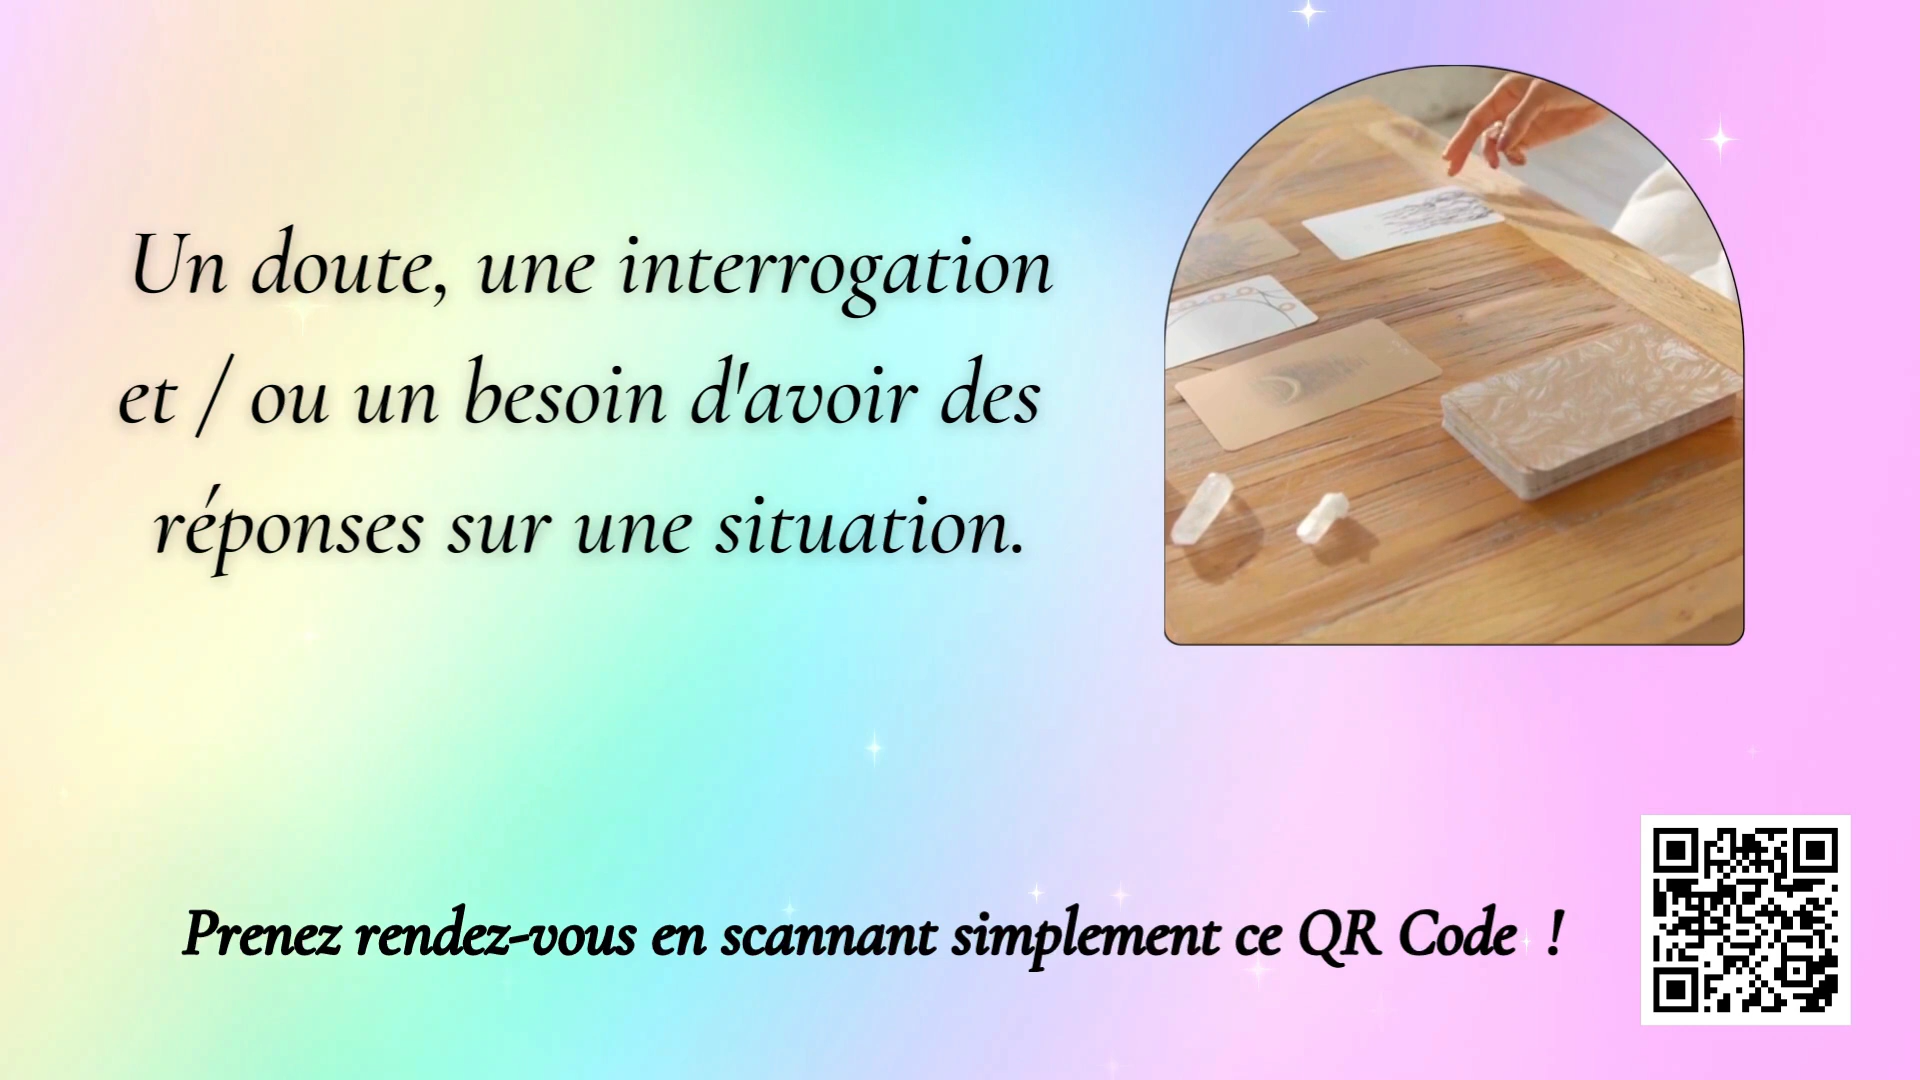 Un doute, une interrogation
et / ou un besoin d'avoir des
réponses sur une situation.
Prenez rendez-vous en scannant simplement ce QR Code !